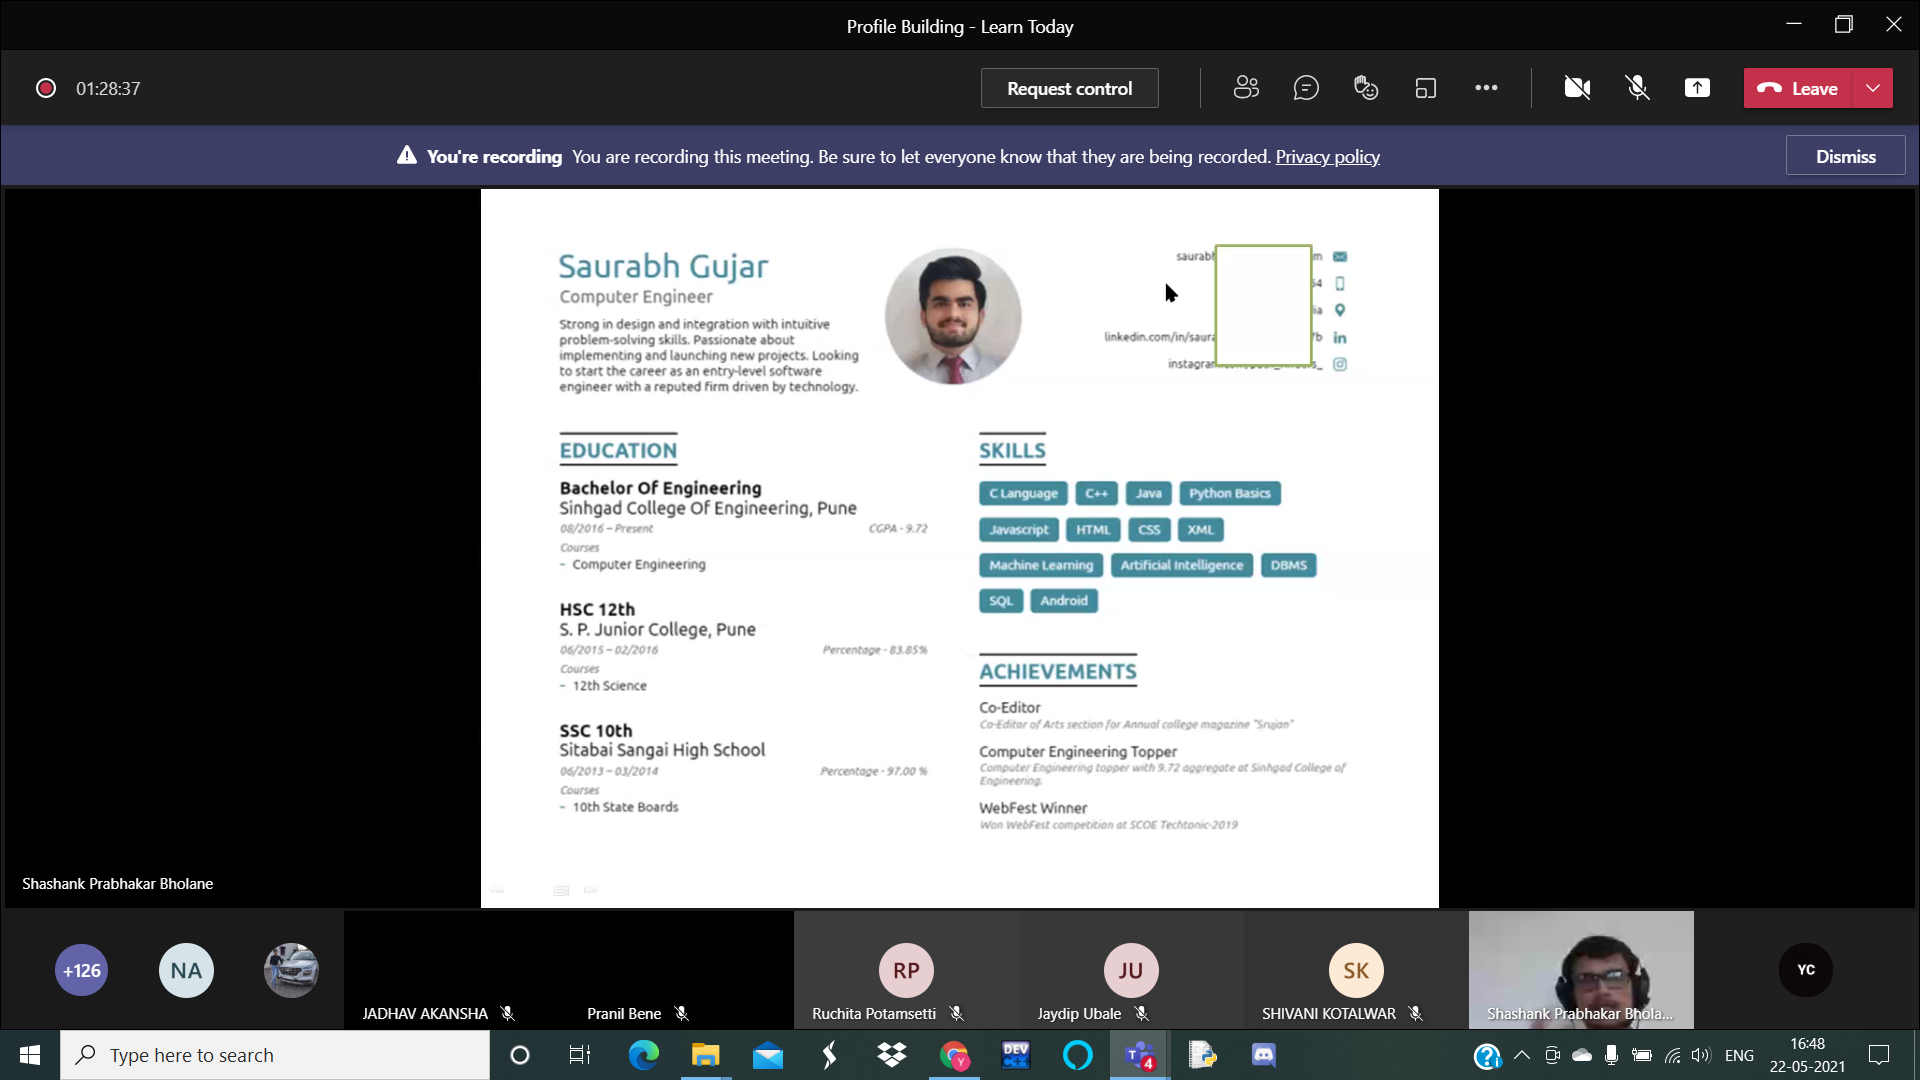 Profile Building - Learn Today
01:28:37
Request control
Leave
You're recording You are recording this meeting. Be sure to let everyone know that they are being recorded. Privacy policy
Dismiss
Saurabh Gujar
Computer Engineer
Strong in design and integration with intuitive
problem-solving skills. Passionate about
implementing and launching new projects. Looking
to start the career as an entry-level software
engineer with a reputed firm driven by technology.
linkedin.com/in/saura
EDUCATION
Bachelor Of Engineering
Sinhgad College Of Engineering, Pune
08/2016 – Present
CGPA - 9.72
Courses
- Computer Engineering
HSC 12th
S. P. Junior College, Pune
06/2015 – 02/2016
Percentage - 83.85%
Courses
- 12th Science
SSC 10th
Sitabai Sangai High School
06/2013 – 03/2014
Percentage - 97.00 %
Courses
- 10th State Boards
SKILLS
C Language C++ Java Python Basics
Javascript HTML CSS XML
Machine Learning Artificial Intelligence DBMS
SQL Android
ACHIEVEMENTS
Co-Editor
Co-Editor of Arts section for Annual college magazine "Srujan"
Computer Engineering Topper
Computer Engineering topper with 9.72 aggregate at Sinhgad College of
Engineering.
WebFest Winner
Won WebFest competition at SCOE Techtonic-2019
Shashank Prabhakar Bholane
+126 NA RP JU SK YC
JADHAV AKANSHA
Pranil Bene
Ruchita Potamsetti
Jaydip Ubale
SHIVANI KOTALWAR
Shashank Prabhakar Bhola...
Type here to search
DEV
C++
4
ENG
16:48
22-05-2021